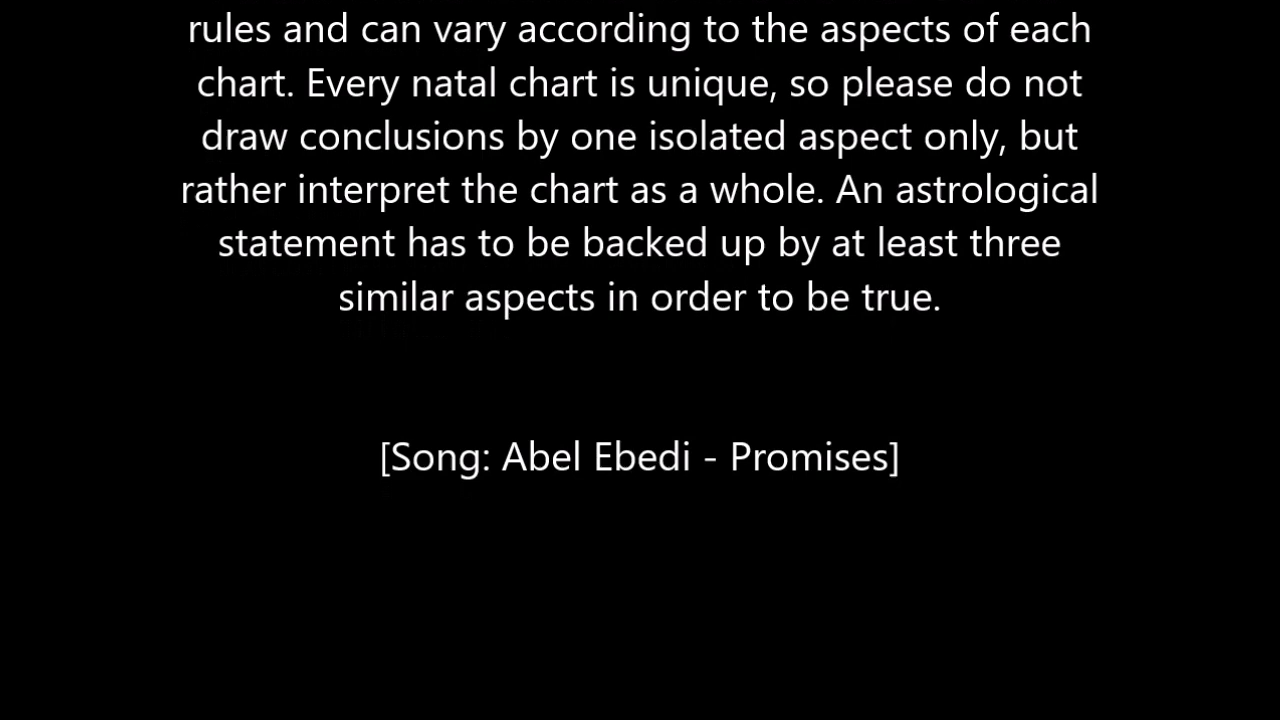 rules and can vary according to the aspects of each
chart. Every natal chart is unique, so please do not
draw conclusions by one isolated aspect only, but
rather interpret the chart as a whole. An astrological
statement has to be backed up by at least three
similar aspects in order to be true.
[Song: Abel Ebedi - Promises]